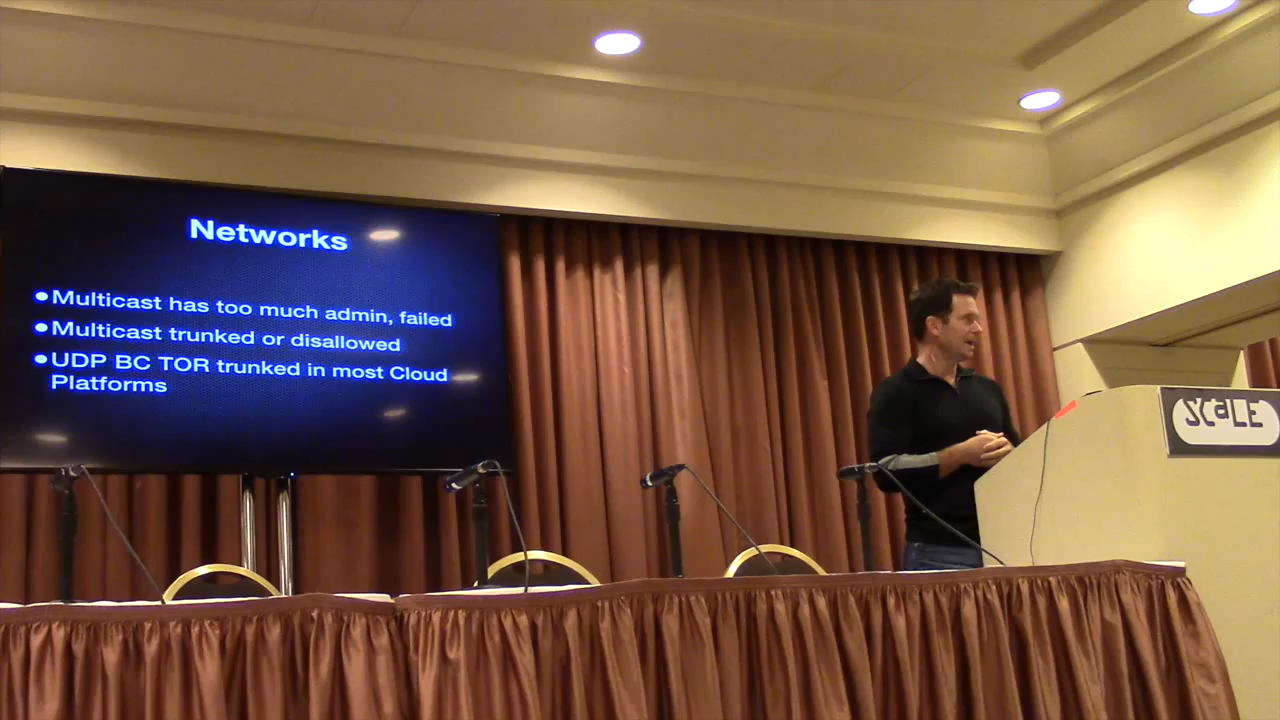 Networks
●Multicast has too much admin, failed
●Multicast trunked or disallowed
●UDP BC TOR trunked in most Cloud
Platforms
SCaLE